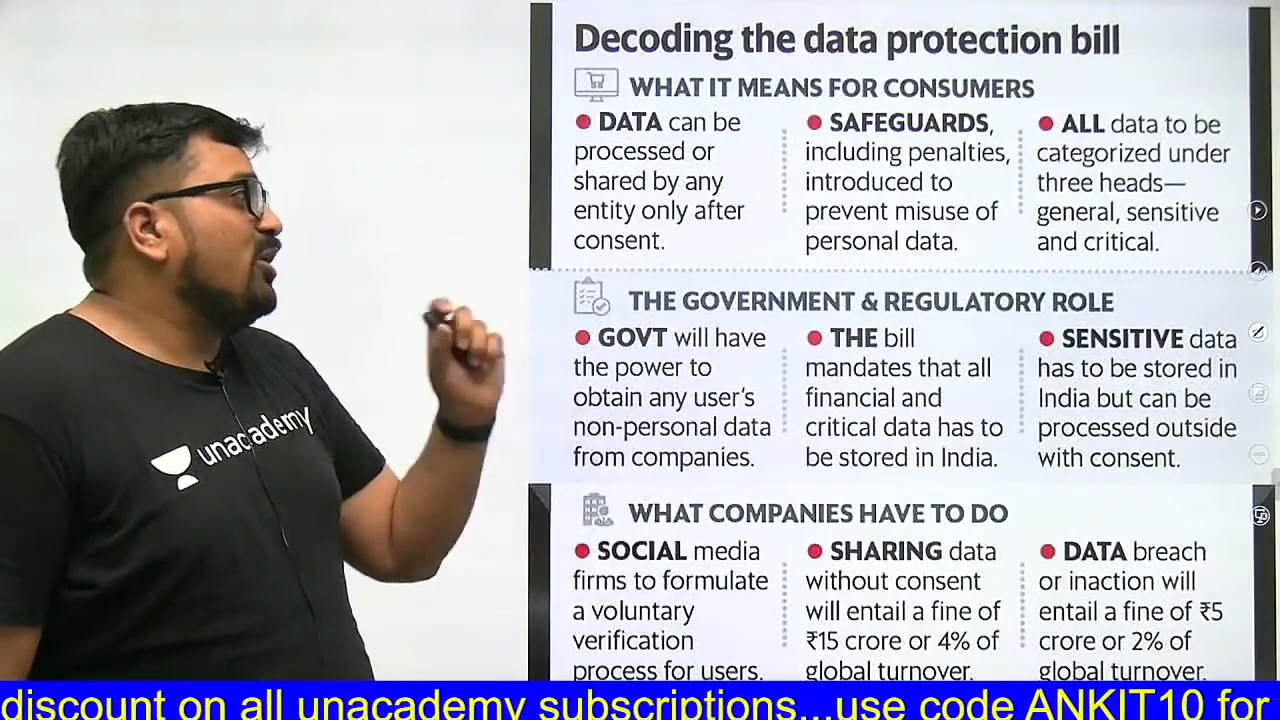 Decoding the data protection bill
WHAT IT MEANS FOR CONSUMERS
DATA can be
processed or
shared by any
entity only after
consent.
SAFEGUARDS,
including penalties,
introduced to
prevent misuse of
personal data.
ALL data to be
categorized under
three heads—
general, sensitive
and critical.
THE GOVERNMENT & REGULATORY ROLE
GOVT will have
the power to
obtain any user's
non-personal data
from companies.
THE bill
mandates that all
financial and
critical data has to
be stored in India.
SENSITIVE data
has to be stored in
India but can be
processed outside
with consent.
WHAT COMPANIES HAVE TO DO
SOCIAL media
firms to formulate
a voluntary
verification
process for users.
SHARING data
without consent
will entail a fine of
₹15 crore or 4% of
global turnover.
DATA breach
or inaction will
entail a fine of ₹5
crore or 2% of
global turnover.
unacademy
discount on all unacademy subscriptions...use code ANKIT10 for